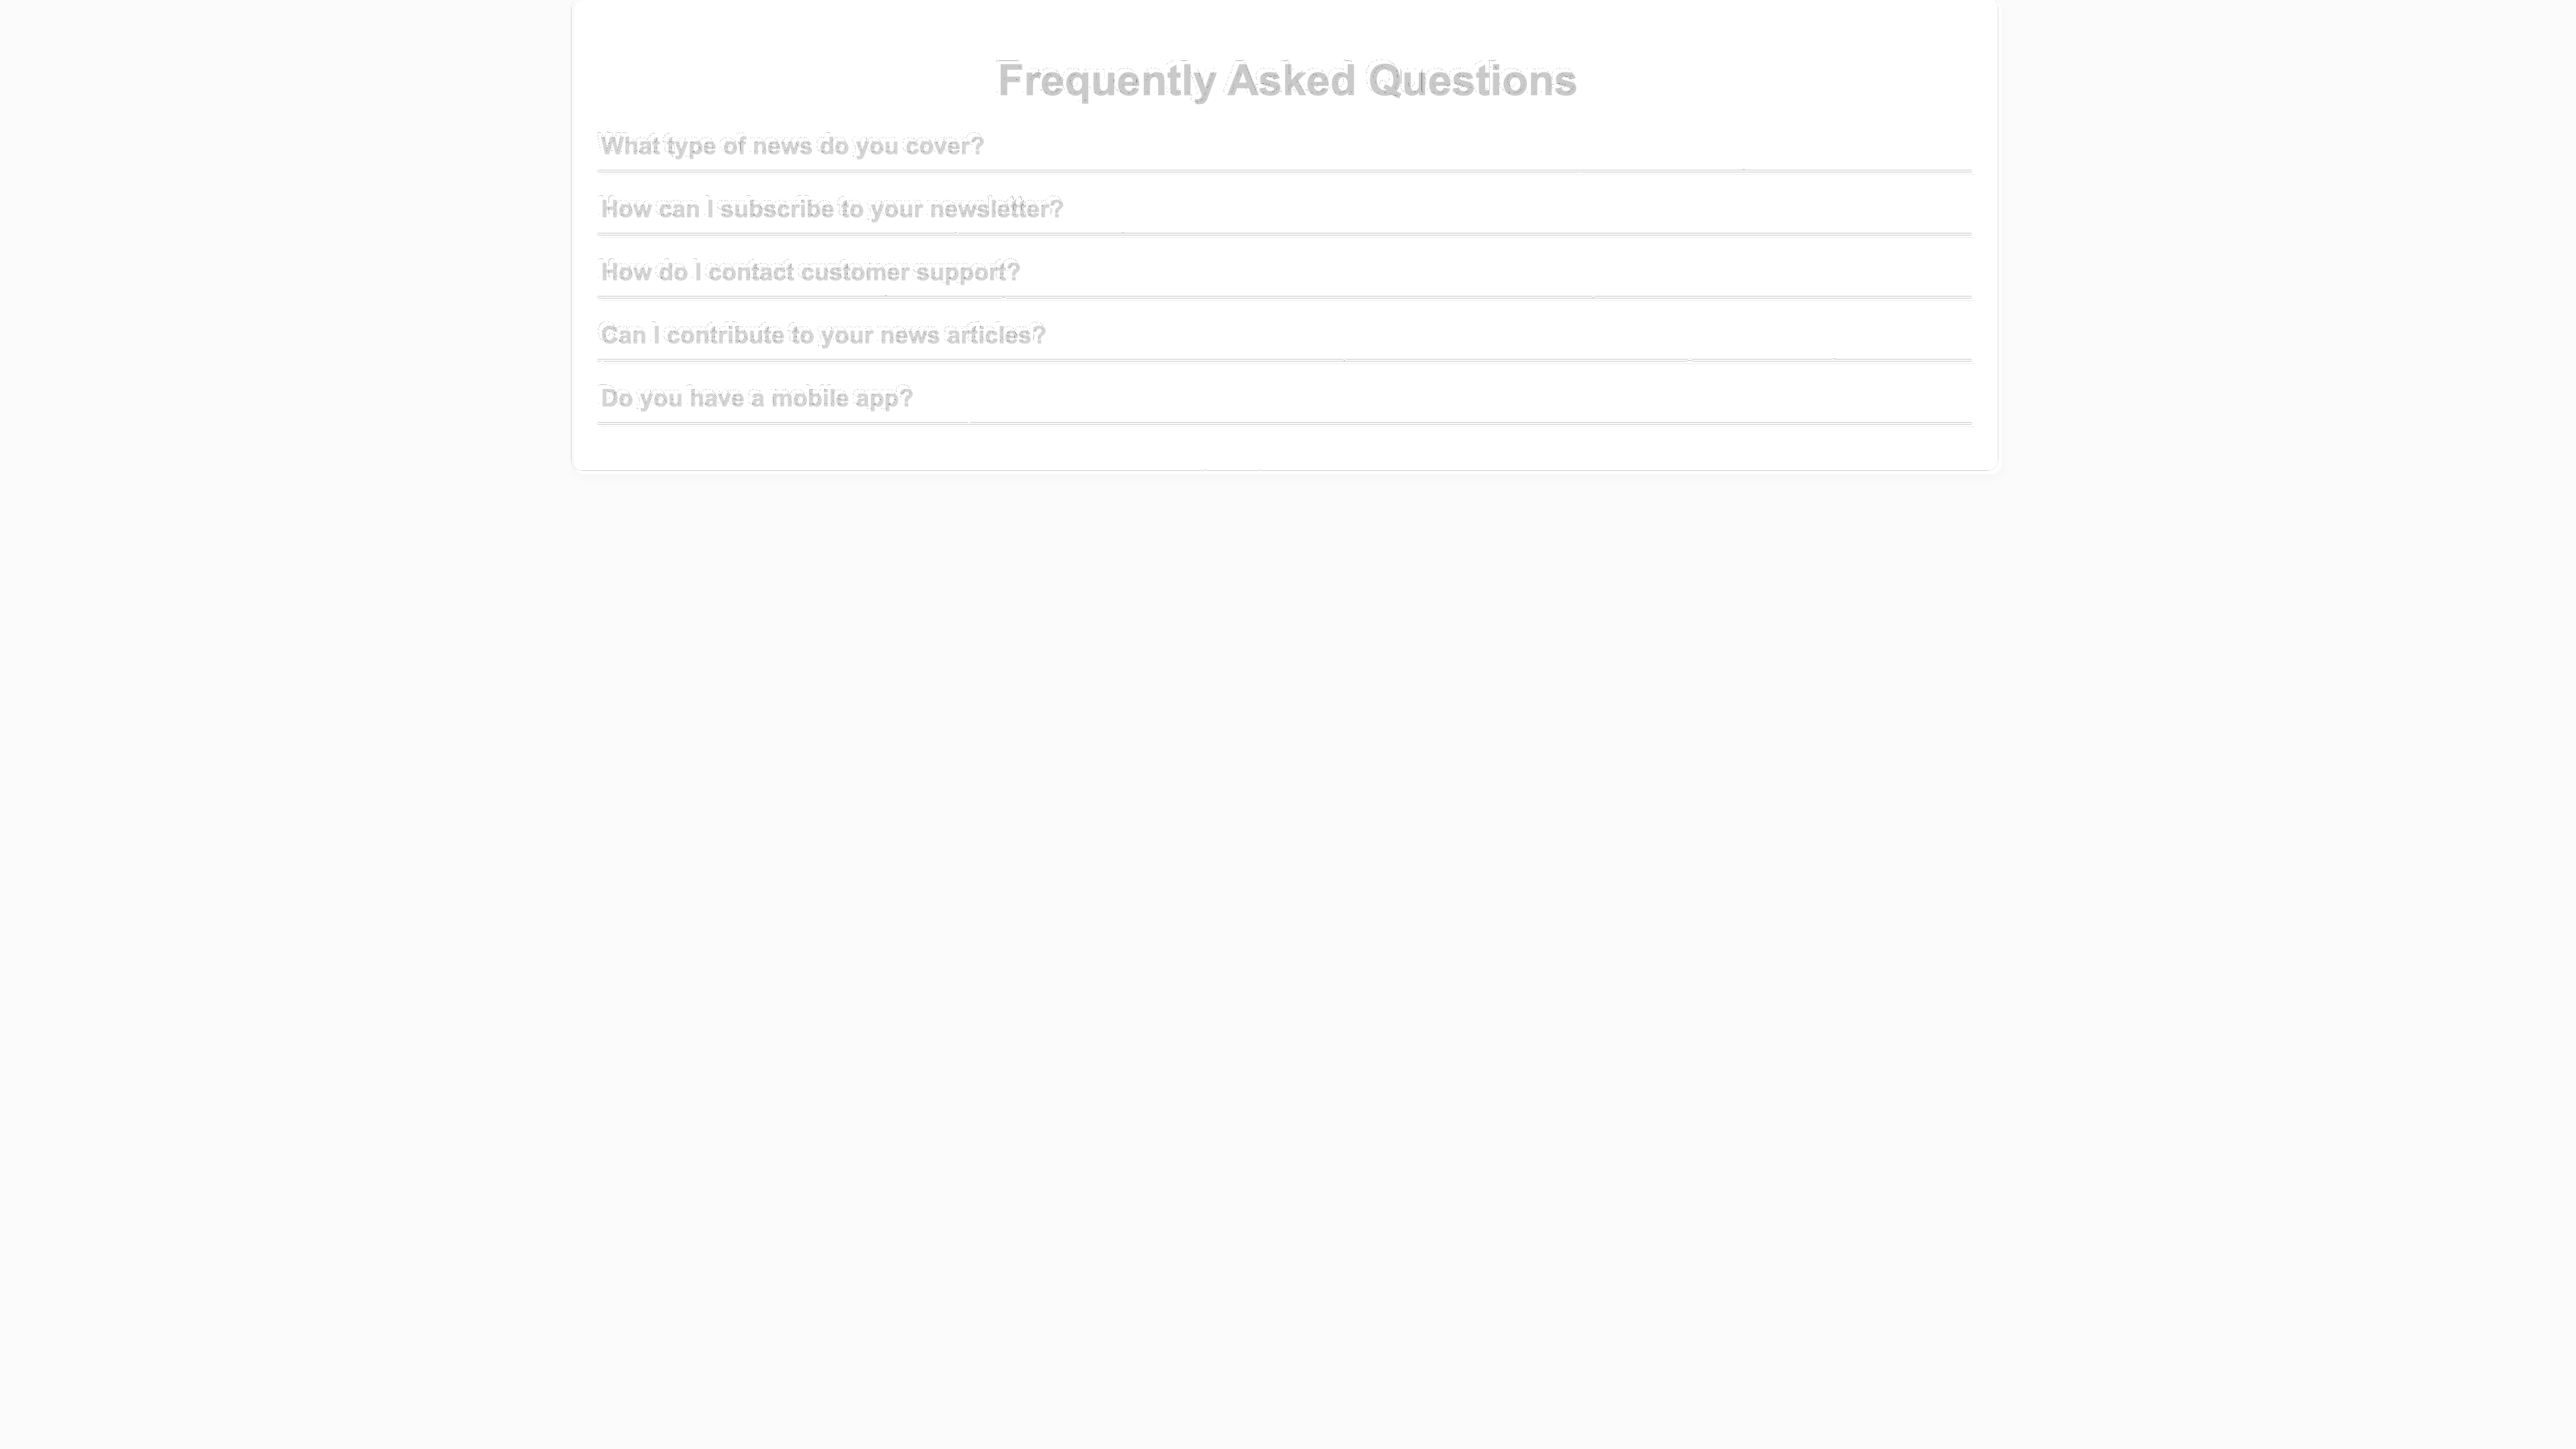 Frequently Asked Questions
What type of news do you cover?
How can I subscribe to your newsletter?
How do I contact customer support?
Can I contribute to your news articles?
Do you have a mobile app?